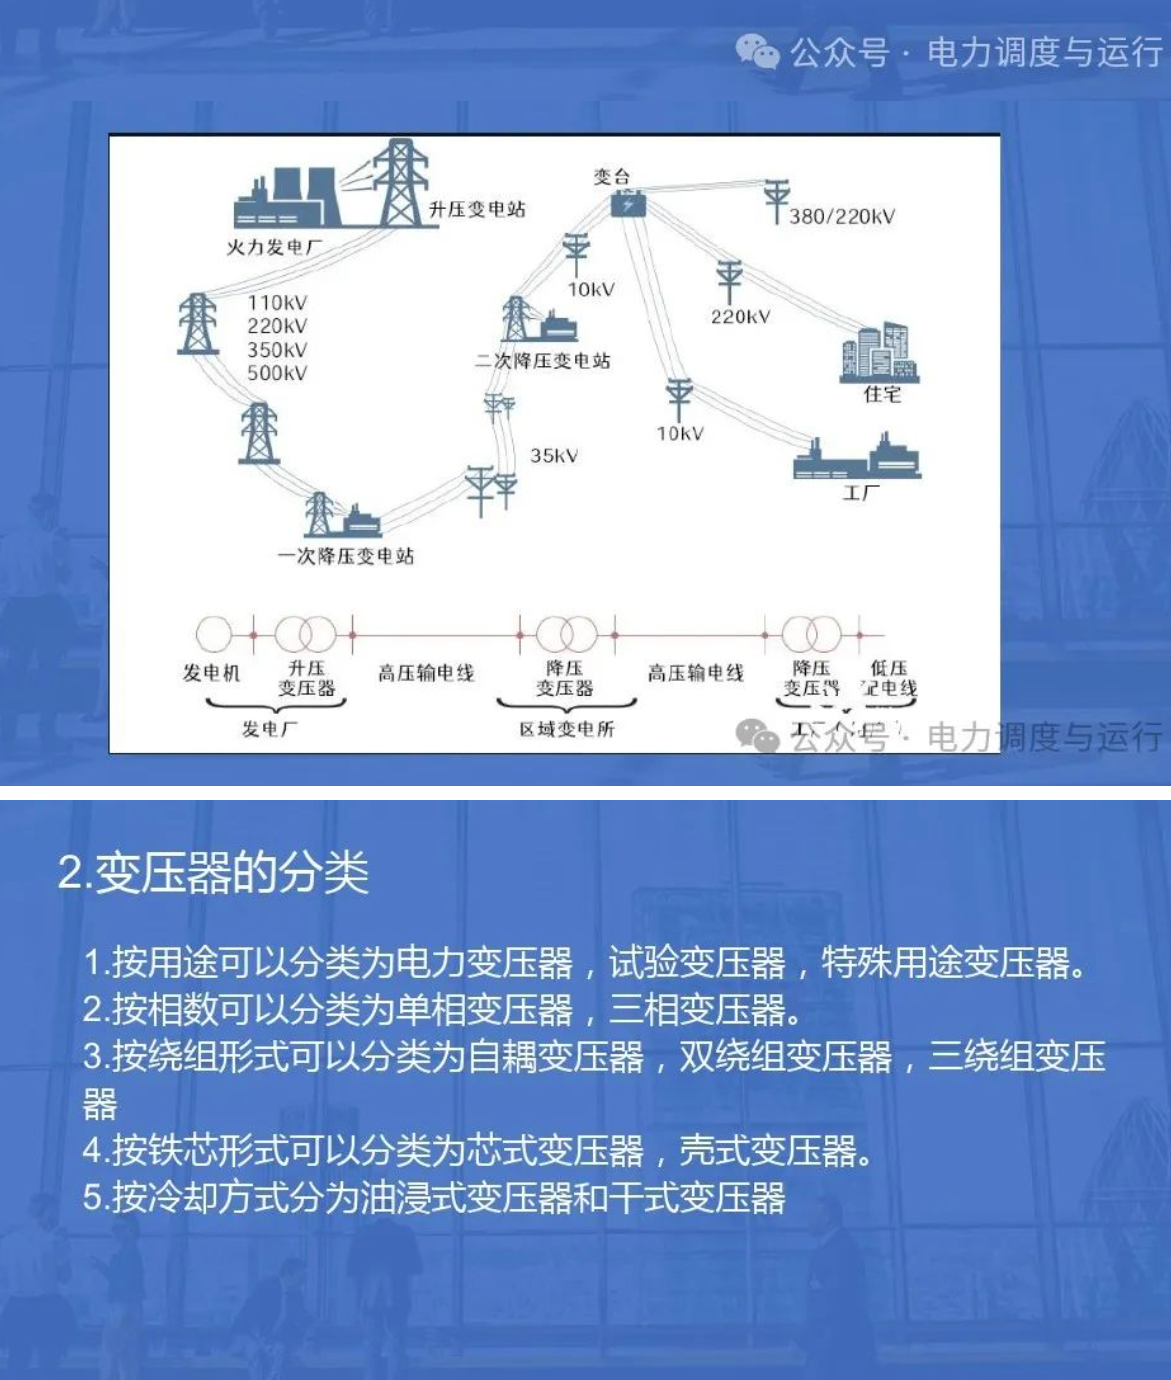 公众号 · 电力调度与运行
变台
380/220kV
升压变电站
火力发电厂
10kV
110kV
220kV
350kV
500kV
220kV
二次降压变电站
住宅
10kV
35kV
工厂
一次降压变电站
发电机
升压
变压器
高压输电线
降压
变压器
高压输电线
降压
变压器
低压
配电线
发电厂
区域变电所
公众号 · 电力调度与运行
2.变压器的分类
1.按用途可以分类为电力变压器，试验变压器，特殊用途变压器。
2.按相数可以分类为单相变压器，三相变压器。
3.按绕组形式可以分类为自耦变压器，双绕组变压器，三绕组变压
器
4.按铁芯形式可以分类为芯式变压器，壳式变压器。
5.按冷却方式分为油浸式变压器和干式变压器